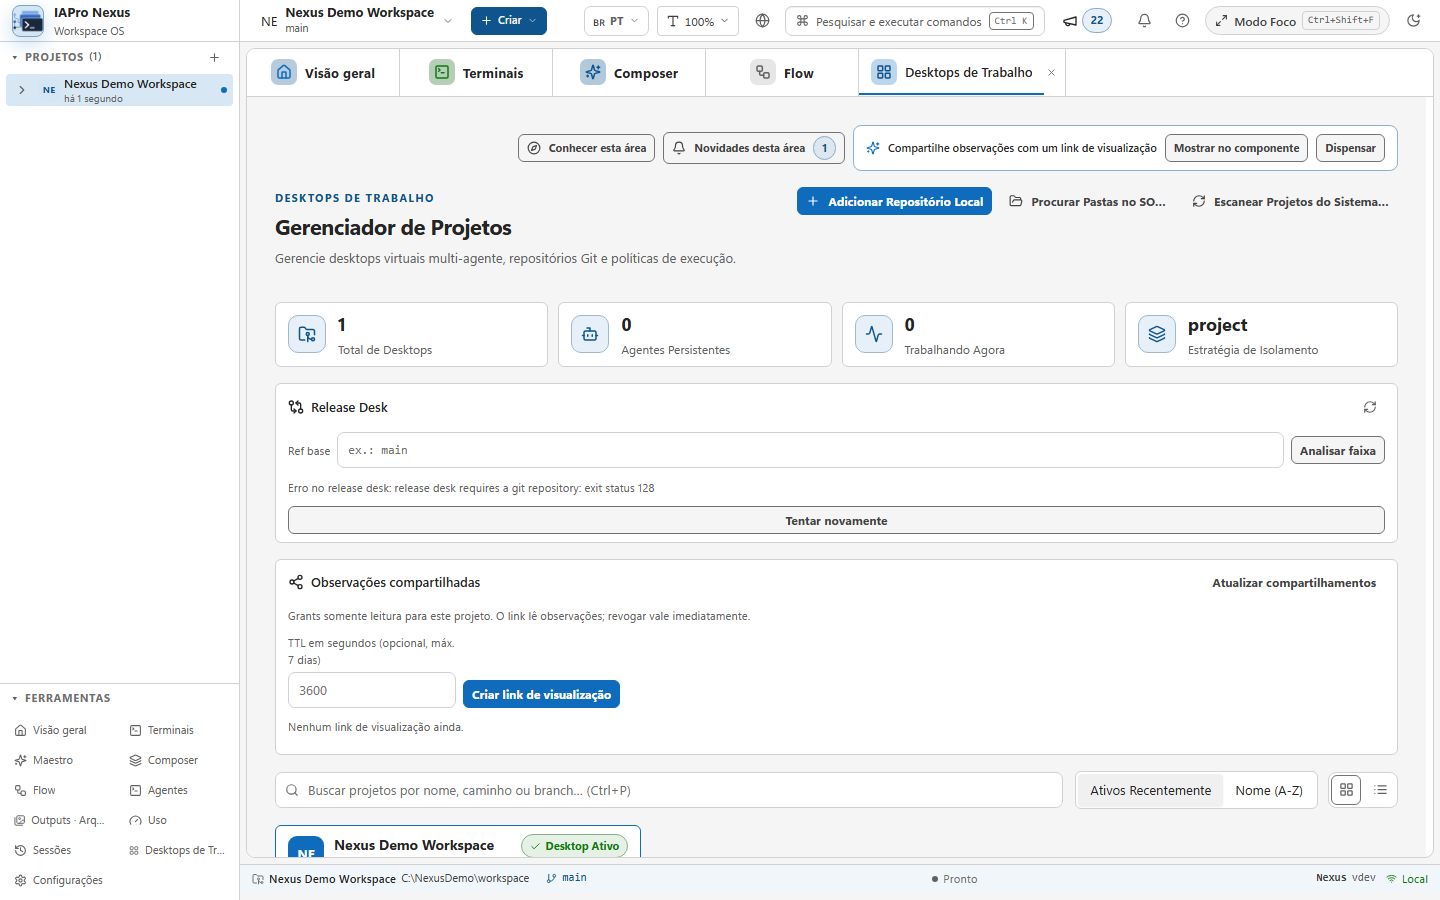 IAPro Nexus
Workspace OS
NE Nexus Demo Workspace
main
Criar
BR PT
100%
Pesquisar e executar comandos Ctrl K
22
Modo Foco Ctrl+Shift+F
PROJETOS (1)
NE Nexus Demo Workspace
há 1 segundo
Visão geral
Terminais
Composer
Flow
Desktops de Trabalho
Conhecer esta área
Novidades desta área 1
Compartilhe observações com um link de visualização
Mostrar no componente
Dispensar
DESKTOPS DE TRABALHO
Gerenciador de Projetos
Gerencie desktops virtuais multi-agente, repositórios Git e políticas de execução.
Adicionar Repositório Local
Procurar Pastas no SO...
Escanear Projetos do Sistema...
1
Total de Desktops
0
Agentes Persistentes
0
Trabalhando Agora
project
Estratégia de Isolamento
Release Desk
Ref base
ex.: main
Analisar faixa
Erro no release desk: release desk requires a git repository: exit status 128
Tentar novamente
Observações compartilhadas
Atualizar compartilhamentos
Grants somente leitura para este projeto. O link lê observações; revogar vale imediatamente.
TTL em segundos (opcional, máx.
7 dias)
3600
Criar link de visualização
Nenhum link de visualização ainda.
Buscar projetos por nome, caminho ou branch... (Ctrl+P)
Ativos Recentemente
Nome (A-Z)
NE
Nexus Demo Workspace
Desktop Ativo
FERRAMENTAS
Visão geral
Terminais
Maestro
Composer
Flow
Agentes
Outputs · Arq...
Uso
Sessões
Desktops de Tr...
Configurações
Nexus Demo Workspace C:\NexusDemo\workspace
main
Pronto
Nexus vdev
Local